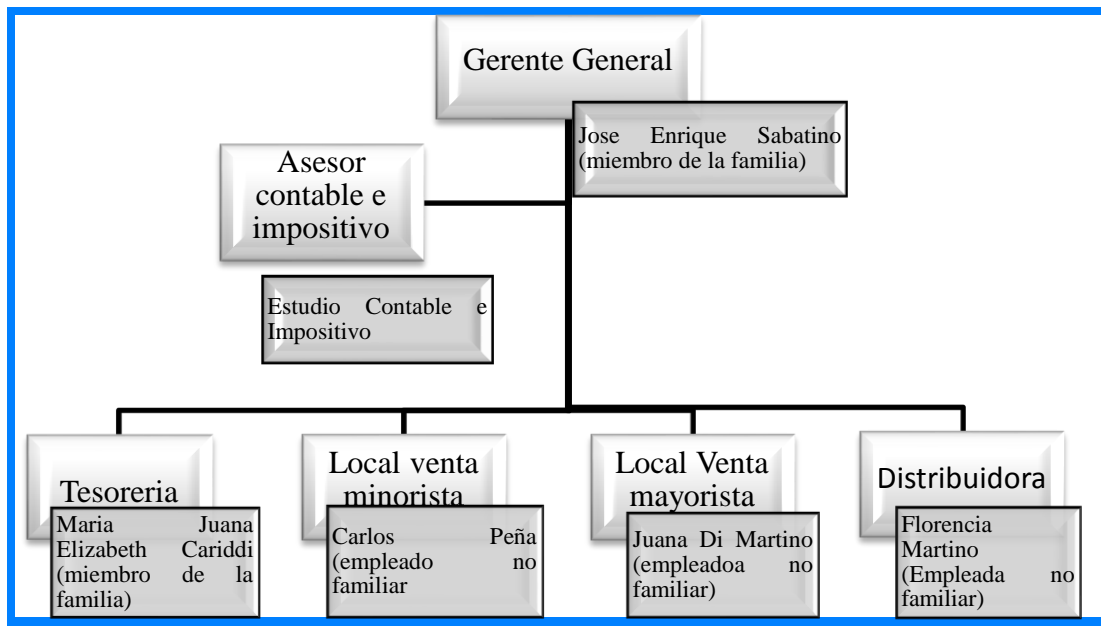 Gerente General
Jose Enrique Sabatino
(miembro de la familia)
Asesor
contable e
impositivo
Estudio Contable e
Impositivo
Tesoreria
Maria Juana
Elizabeth Cariddi
(miembro de la
familia)
Local venta
minorista
Carlos Peña
(empleado no
familiar
Local Venta
mayorista
Juana Di Martino
(empleadoa no
familiar)
Distribuidora
Florencia
Martino
(Empleada no
familiar)